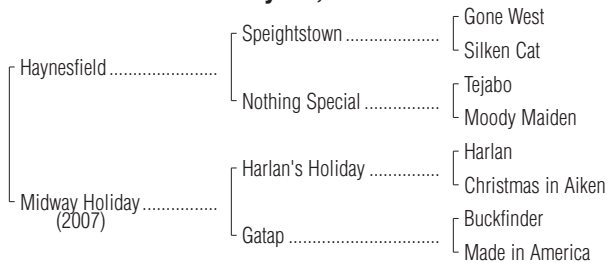 Gone West
Speightstown ..................
Silken Cat
Haynesfield .....................
Tejabo
Nothing Special ..............
Moody Maiden
Harlan
Harlan's Holiday .............
Christmas in Aiken
Midway Holiday ..............
(2007)
Buckfinder
Gatap ............................
Made in America